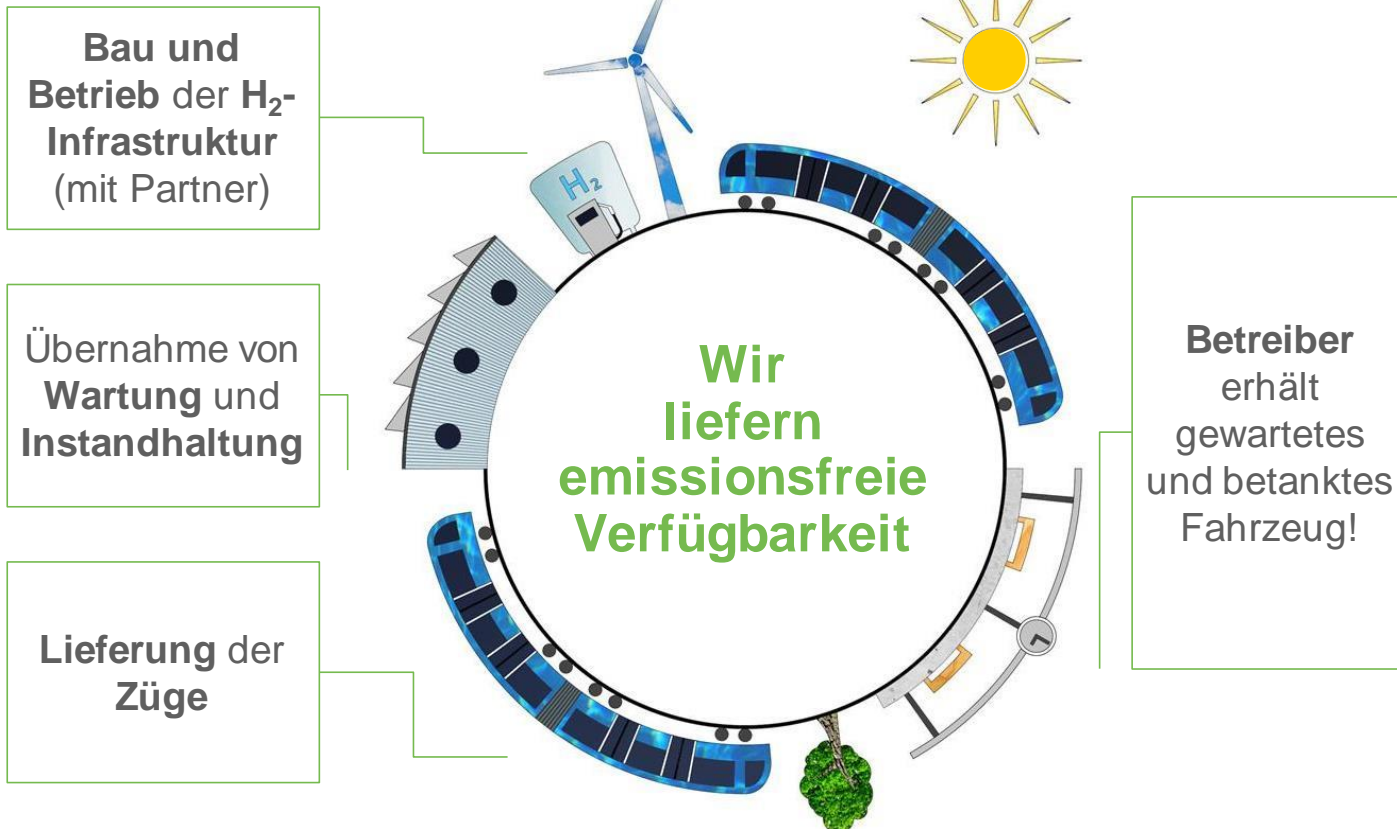 Bau und
Betrieb der H₂-
Infrastruktur
(mit Partner)
H₂
Übernahme von
Wartung und
Instandhaltung
Lieferung der
Züge
Wir
liefern
emissionsfreie
Verfügbarkeit
Betreiber
erhält
gewartetes
und betanktes
Fahrzeug!